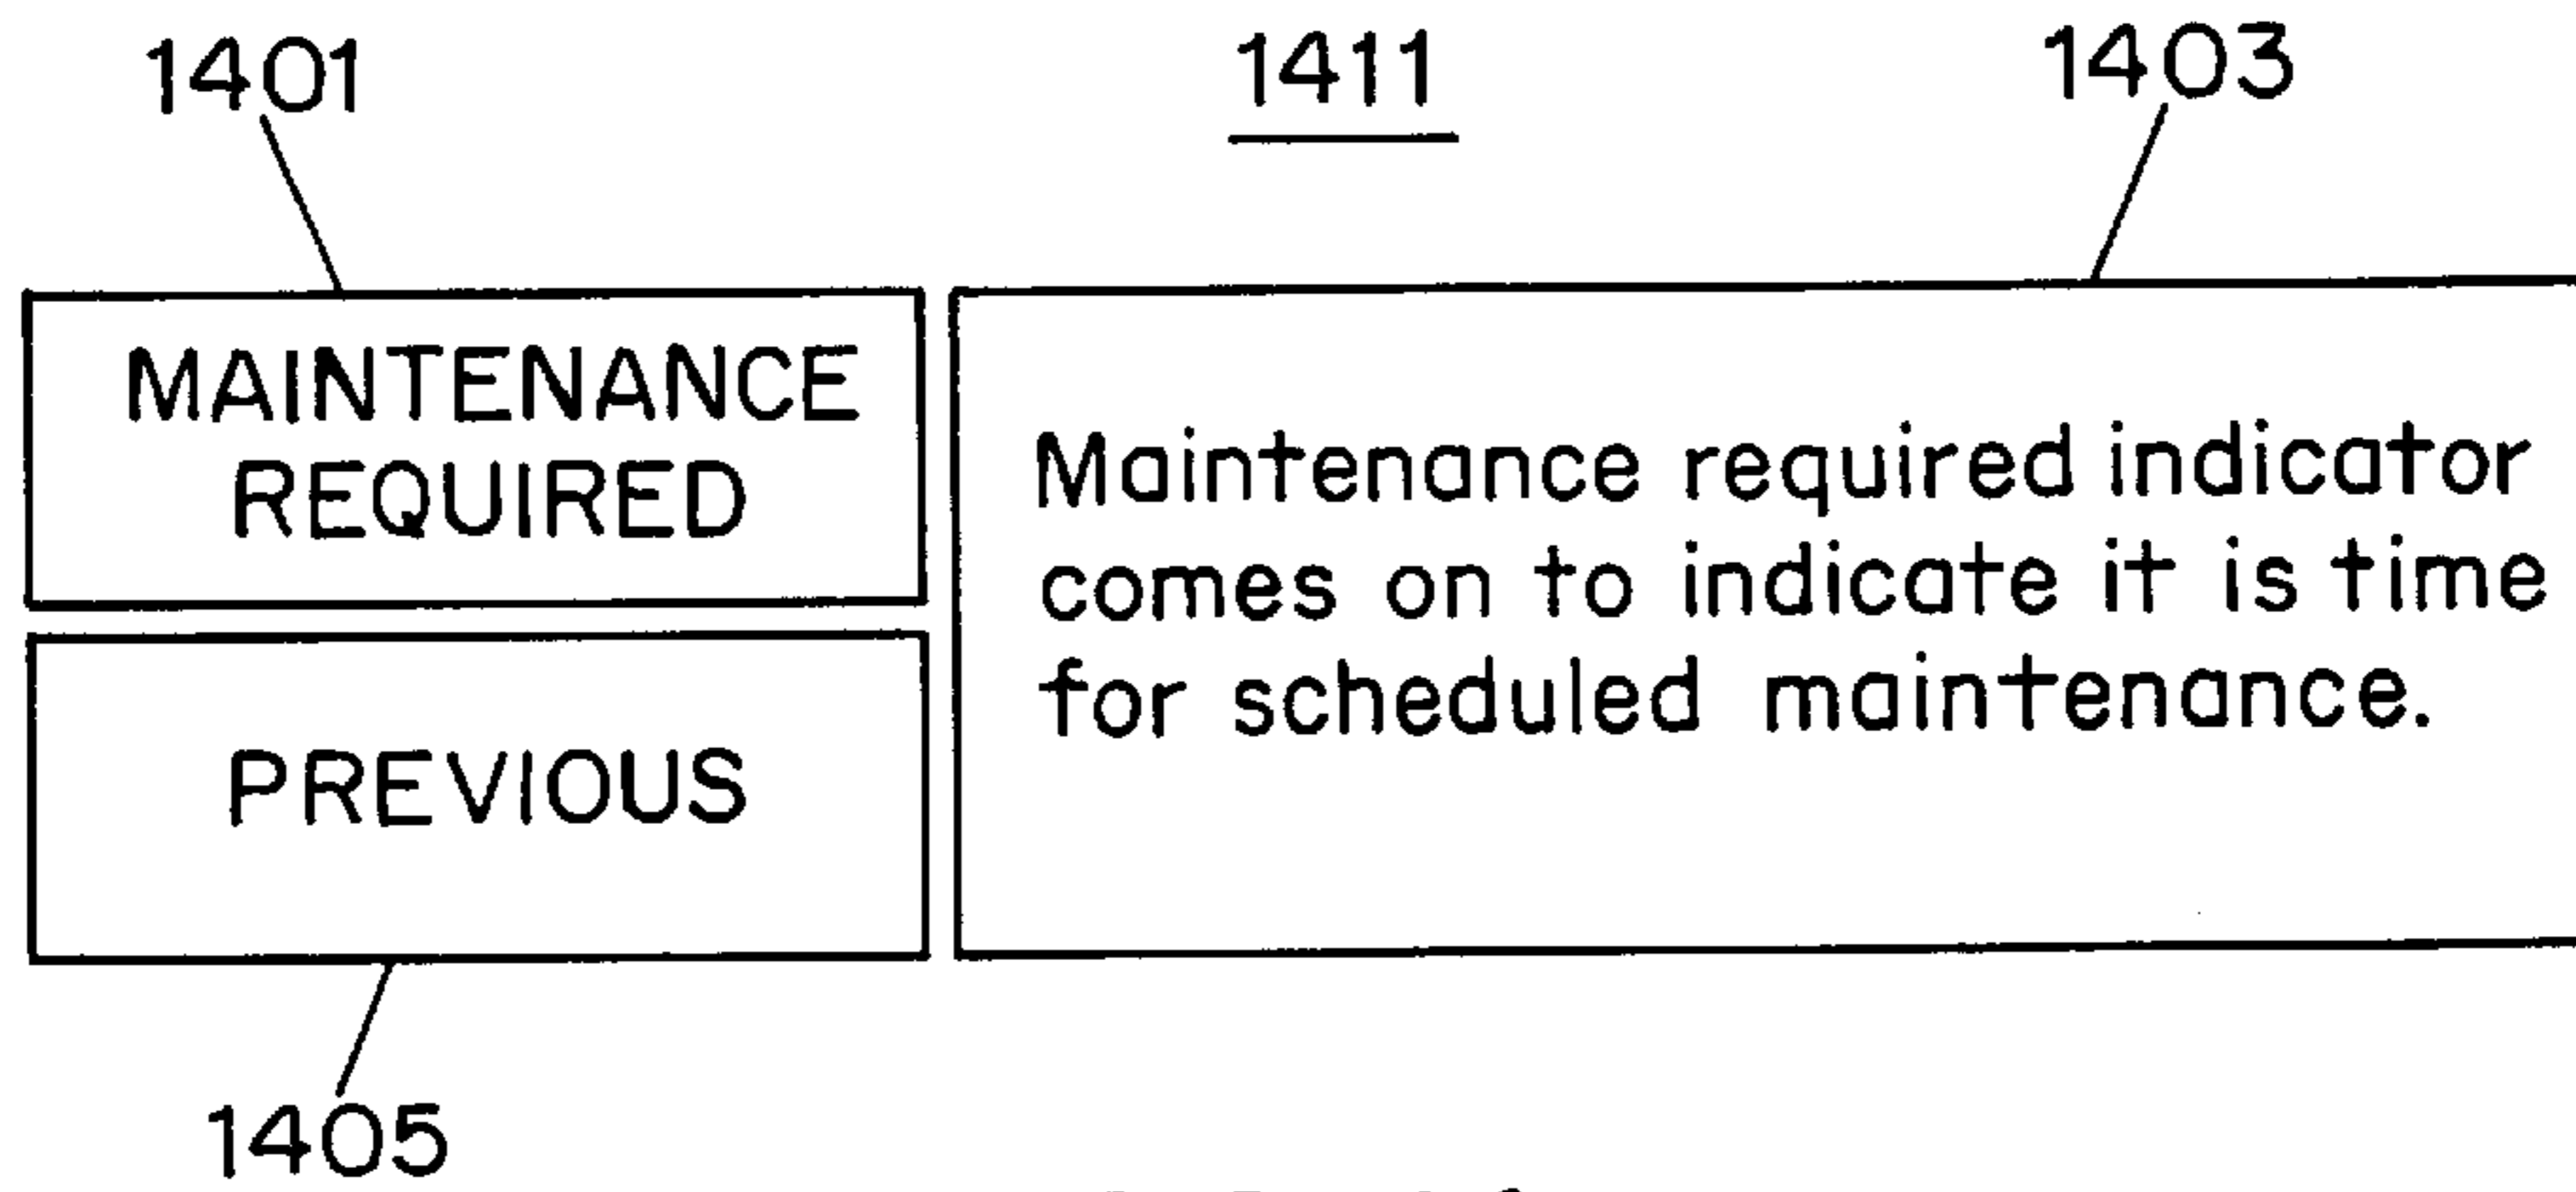 1401
1411
1403
MAINTENANCE
REQUIRED
Maintenance required indicator
comes on to indicate it is time
for scheduled maintenance.
PREVIOUS
1405